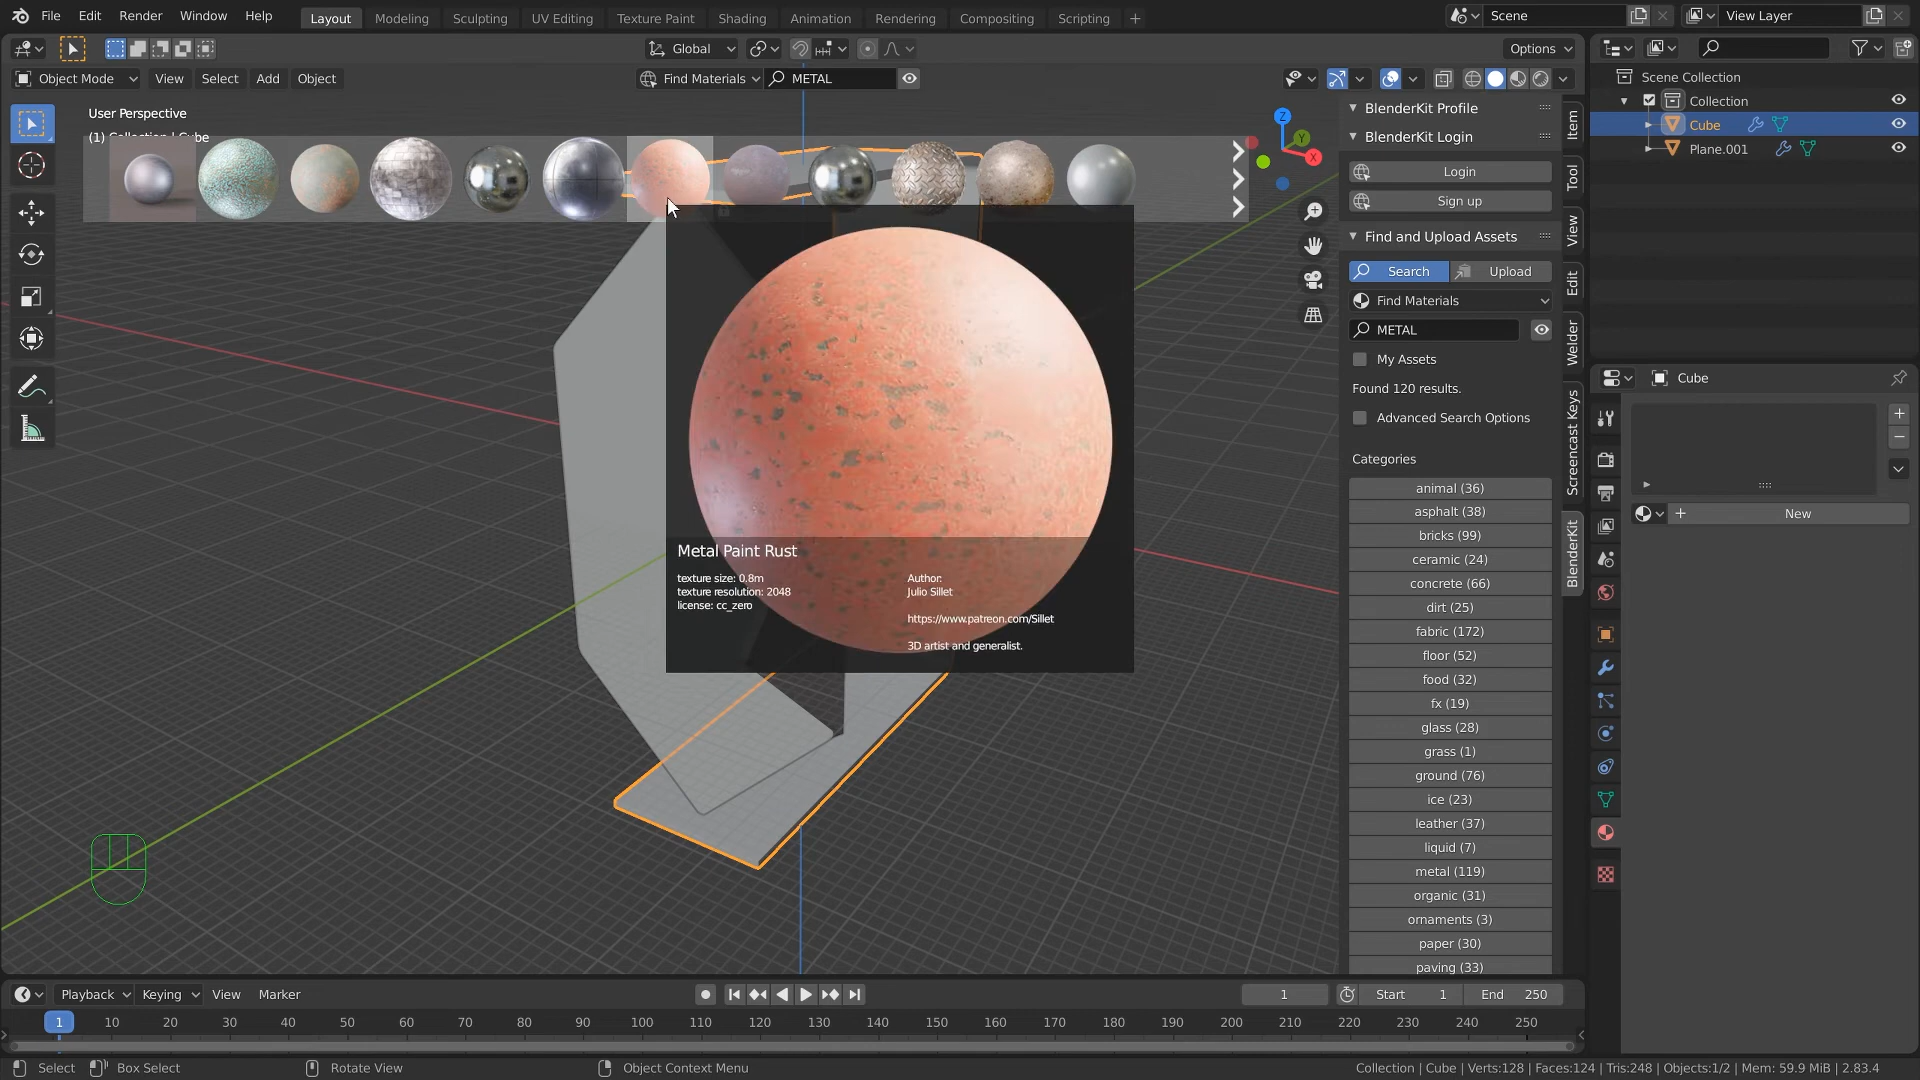 File Edit Render Window Help Layout Modeling Sculpting UV Editing Texture Paint Shading Animation Rendering Compositing Scripting + Scene View Layer
Global Options
Object Mode View Select Add Object Find Materials METAL
User Perspective
(1) Collection | Cube
BlenderKit Profile
BlenderKit Login
Login
Sign up
Find and Upload Assets
Search Upload
Find Materials
METAL
My Assets
Found 120 results.
Advanced Search Options
Categories
animal (36)
asphalt (38)
bricks (99)
ceramic (24)
concrete (66)
dirt (25)
fabric (172)
floor (52)
food (32)
fx (19)
glass (28)
grass (1)
ground (76)
ice (23)
leather (37)
liquid (7)
metal (119)
organic (31)
ornaments (3)
paper (30)
paving (33)
Item
Tool
View
Edit
Welder
Screencast Keys
BlenderKit
Z
Y
X
Metal Paint Rust
texture size: 0.8m
texture resolution: 2048
license: cc_zero
Author:
Julio Sillet
https://www.patreon.com/Sillet
3D artist and generalist.
Scene Collection
Collection
Cube
Plane.001
Cube
New
Playback Keying View Marker 1 Start 1 End 250
1 10 20 30 40 50 60 70 80 90 100 110 120 130 140 150 160 170 180 190 200 210 220 230 240 250
Select Box Select Rotate View Object Context Menu Collection | Cube | Verts:128 | Faces:124 | Tris:248 | Objects:1/2 | Mem: 59.9 MiB | 2.83.4